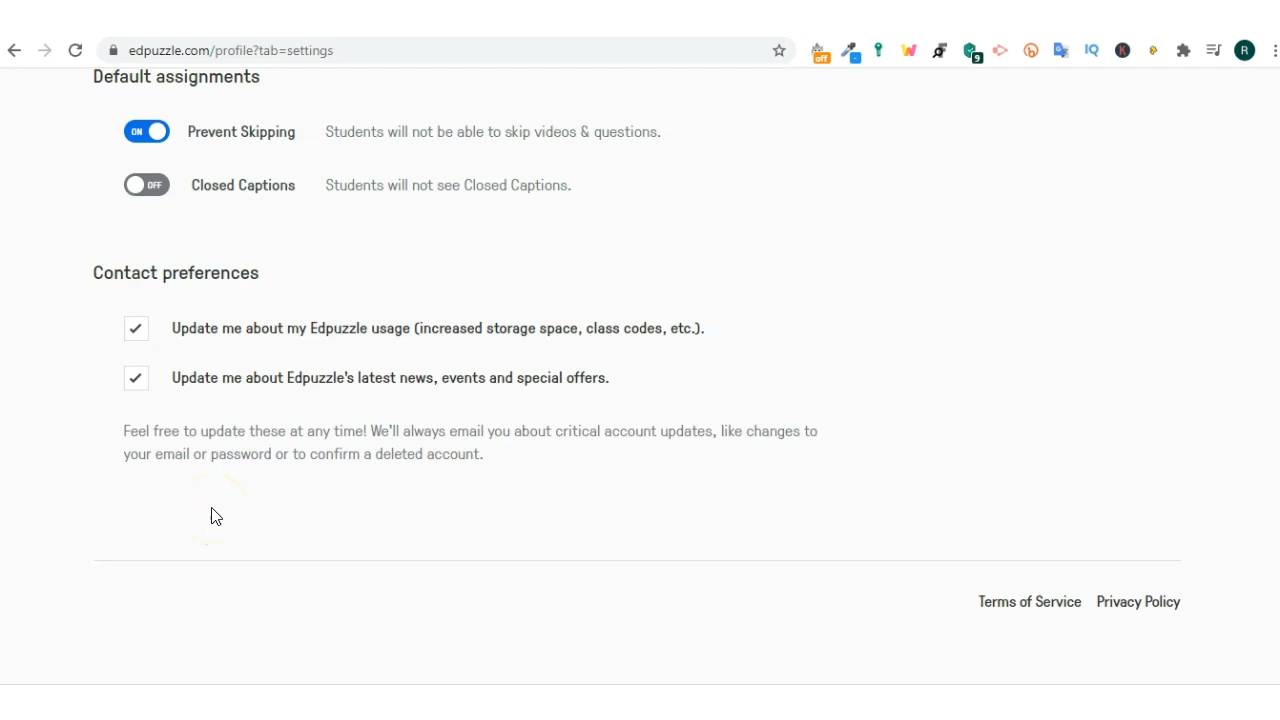 edpuzzle.com/profile?tab=settings
off
9
IQ
K
R
Default assignments
ON Prevent Skipping Students will not be able to skip videos & questions.
OFF Closed Captions Students will not see Closed Captions.
Contact preferences
Update me about my Edpuzzle usage (increased storage space, class codes, etc.).
Update me about Edpuzzle's latest news, events and special offers.
Feel free to update these at any time! We'll always email you about critical account updates, like changes to
your email or password or to confirm a deleted account.
Terms of Service Privacy Policy